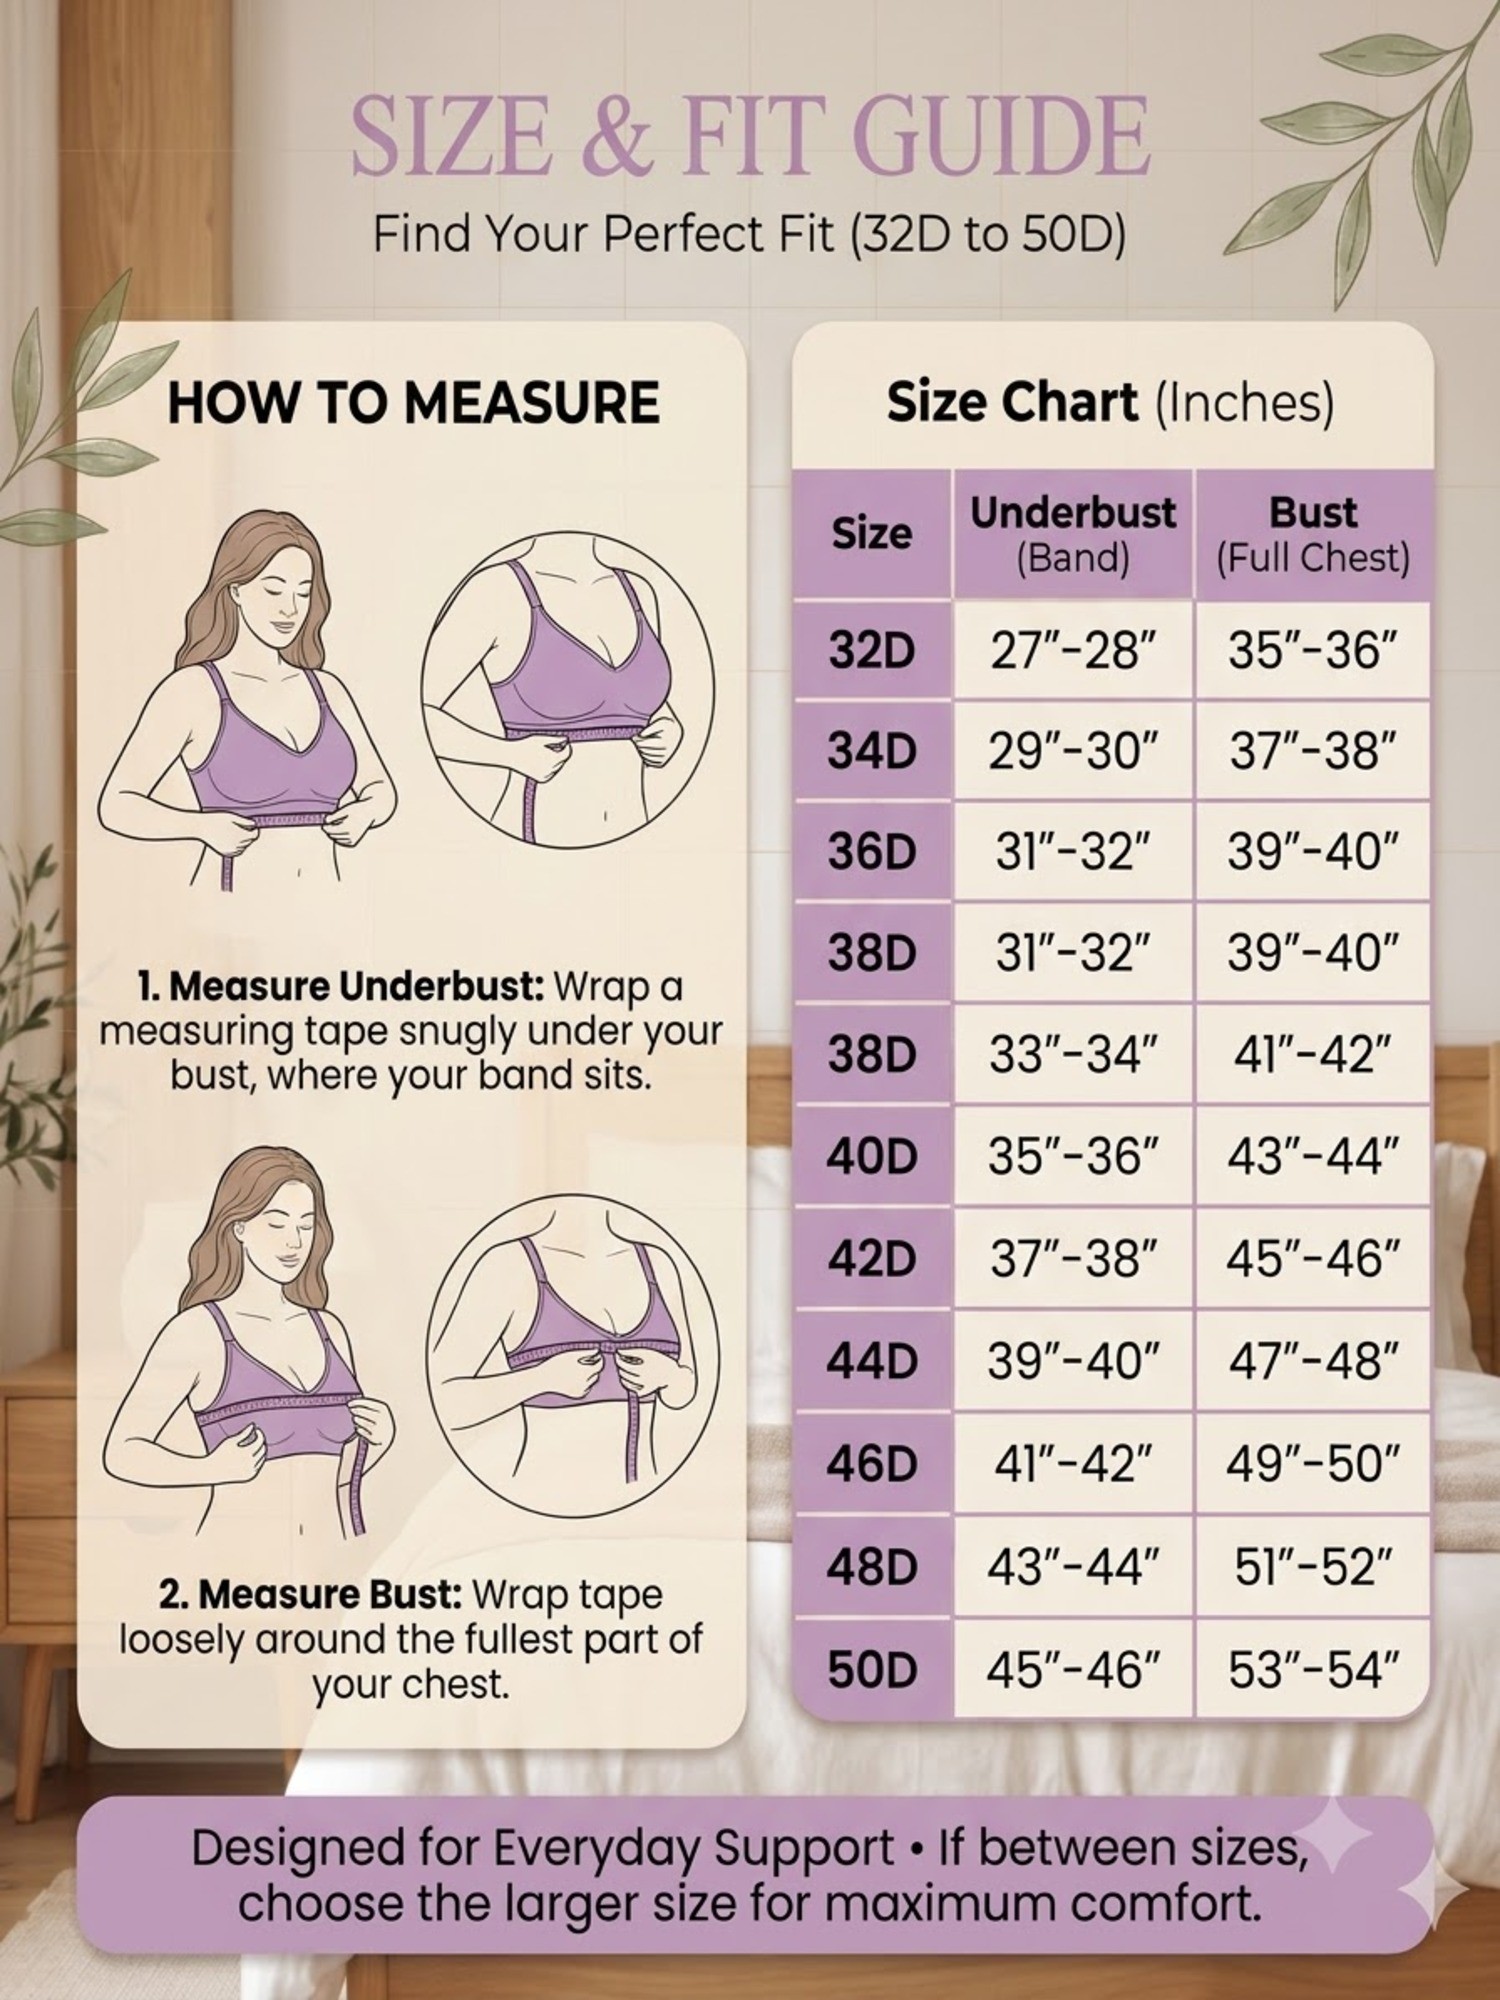 SIZE & FIT GUIDE
Find Your Perfect Fit (32D to 50D)
HOW TO MEASURE
1. Measure Underbust: Wrap a
measuring tape snugly under your
bust, where your band sits.
2. Measure Bust: Wrap tape
loosely around the fullest part of
your chest.
Size Chart (Inches)
Size Underbust (Band) Bust (Full Chest)
32D 27″-28″ 35″-36″
34D 29″-30″ 37″-38″
36D 31″-32″ 39″-40″
38D 31″-32″ 39″-40″
38D 33″-34″ 41″-42″
40D 35″-36″ 43″-44″
42D 37″-38″ 45″-46″
44D 39″-40″ 47″-48″
46D 41″-42″ 49″-50″
48D 43″-44″ 51″-52″
50D 45″-46″ 53″-54″
Designed for Everyday Support • If between sizes,
choose the larger size for maximum comfort.